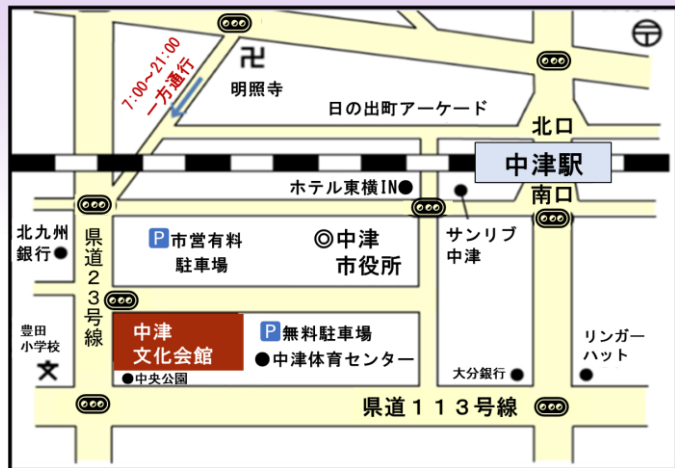 7:00～21:00
一方通行
卍
明照寺
〒
日の出町アーケード
北口
中津駅
南口
ホテル東横IN●
サンリブ
中津
北九州
銀行●
県道23号線
P市営有料
駐車場
◎中津
市役所
豊田
小学校
文
中津
文化会館
P無料駐車場
●中津体育センター
●中央公園
大分銀行●
リンガー
ハット
県道113号線